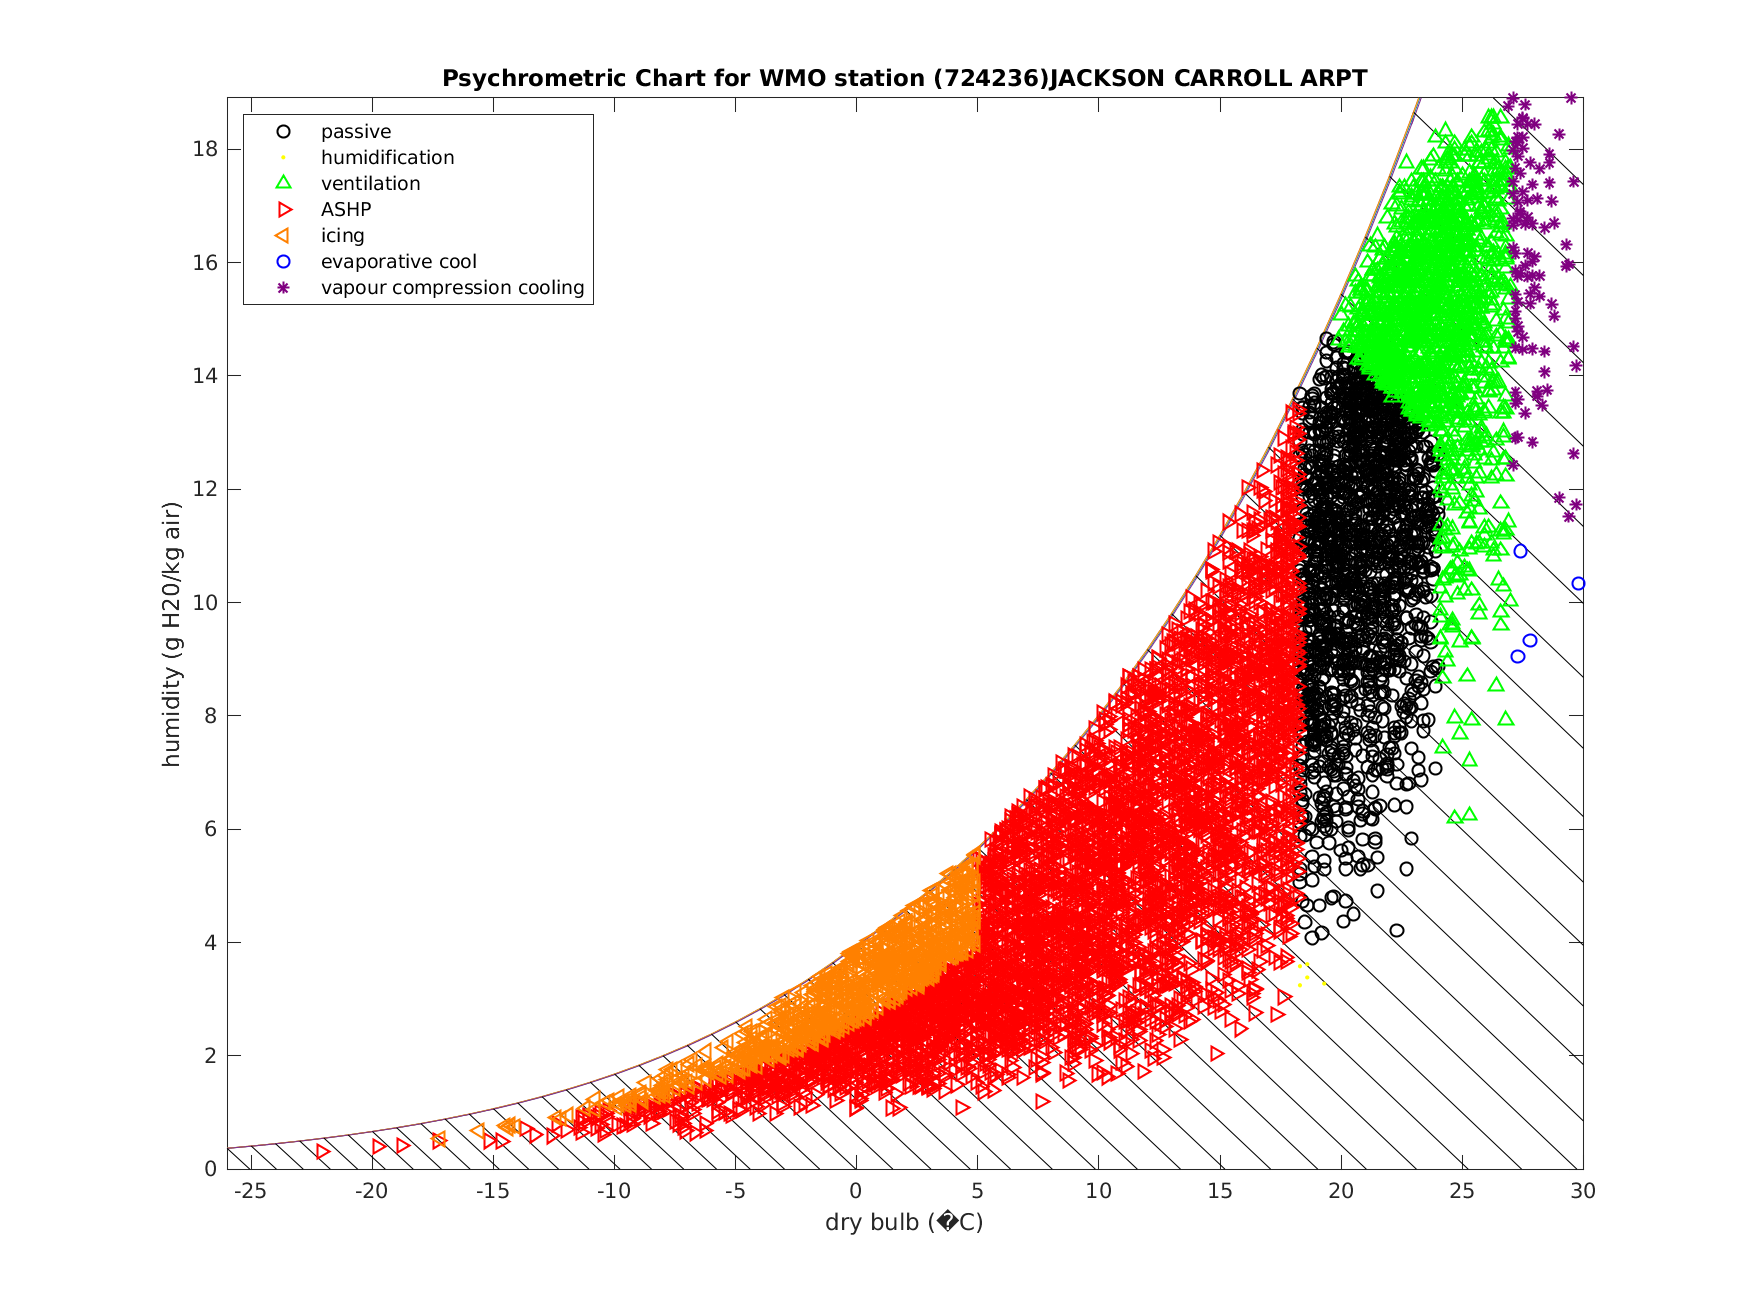 Psychrometric Chart for WMO station (724236)JACKSON CARROLL ARPT
passive
humidification
ventilation
ASHP
icing
evaporative cool
vapour compression cooling
humidity (g H20/kg air)
18
16
14
12
10
8
6
4
2
0
-25 -20 -15 -10 -5 0 5 10 15 20 25 30
dry bulb (�C)